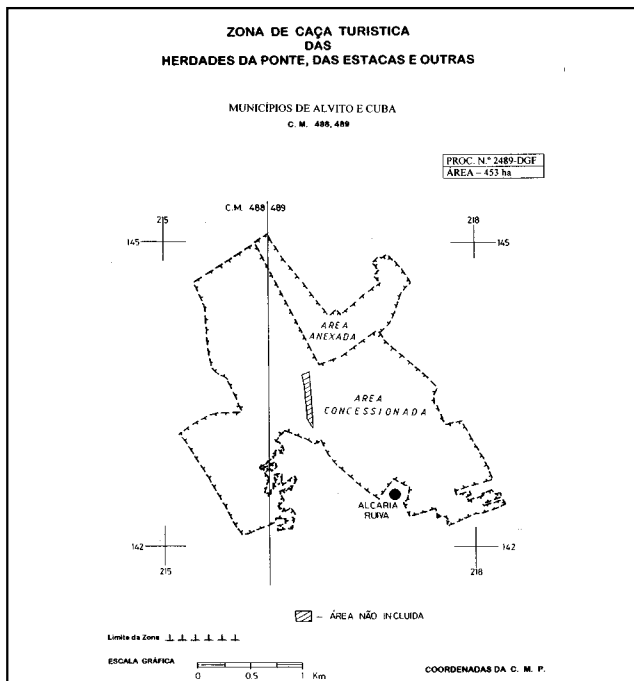 ZONA DE CAÇA TURISTICA
DAS
HERDADES DA PONTE, DAS ESTACAS E OUTRAS
MUNICÍPIOS DE ALVITO E CUBA
C. M. 488, 489
PROC. N.º 2489-DGF
ÁREA – 453 ha
C.M. 488 489
215
218
145
145
ÁREA
ANEXADA
ÁREA
CONCESSIONADA
ALCARIA
RUIVA
142
142
215
218
– ÁREA NÃO INCLUIDA
Limite da Zona
ESCALA GRÁFICA
0 0.5 1 Km
COORDENADAS DA C. M. P.